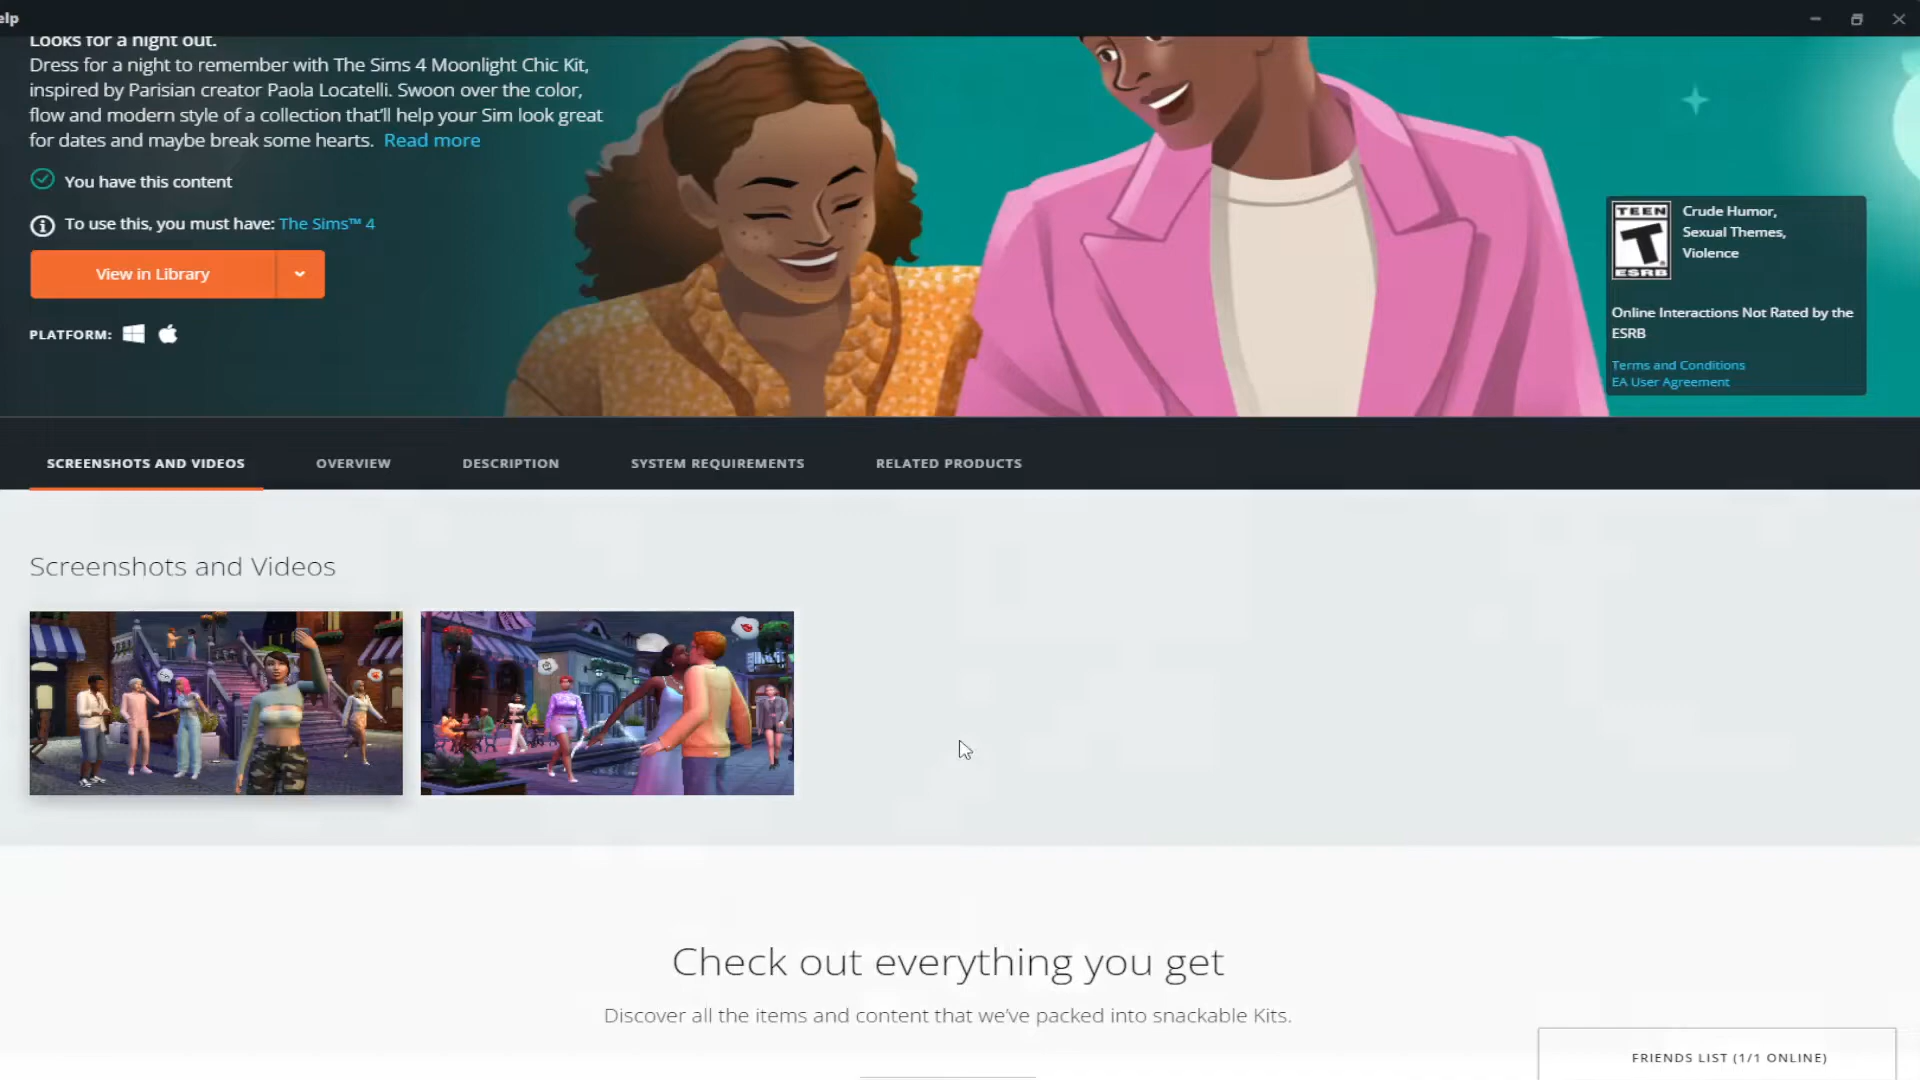 Looks for a night out.
Dress for a night to remember with The Sims 4 Moonlight Chic Kit,
inspired by Parisian creator Paola Locatelli. Swoon over the color,
flow and modern style of a collection that'll help your Sim look great
for dates and maybe break some hearts. Read more
You have this content
To use this, you must have: The Sims™ 4
View in Library
PLATFORM:
TEEN
T
ESRB
Crude Humor,
Sexual Themes,
Violence
Online Interactions Not Rated by the
ESRB
Terms and Conditions
EA User Agreement
SCREENSHOTS AND VIDEOS OVERVIEW DESCRIPTION SYSTEM REQUIREMENTS RELATED PRODUCTS
Screenshots and Videos
Check out everything you get
Discover all the items and content that we've packed into snackable Kits.
FRIENDS LIST (1/1 ONLINE)